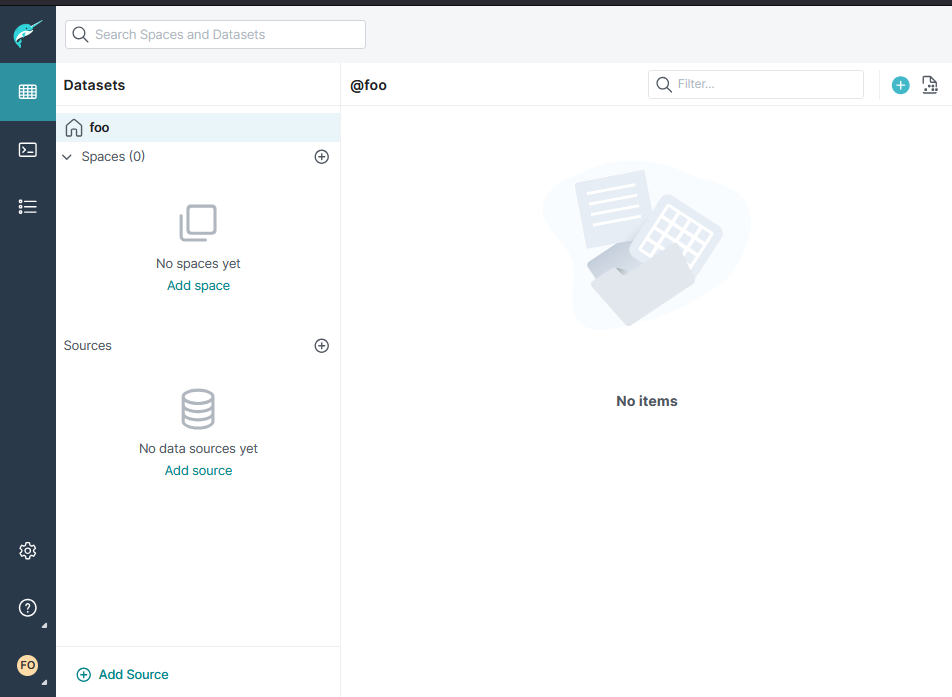 Search Spaces and Datasets
Datasets
@foo
Filter...
foo
Spaces (0)
No spaces yet
Add space
Sources
No data sources yet
Add source
No items
FO
Add Source